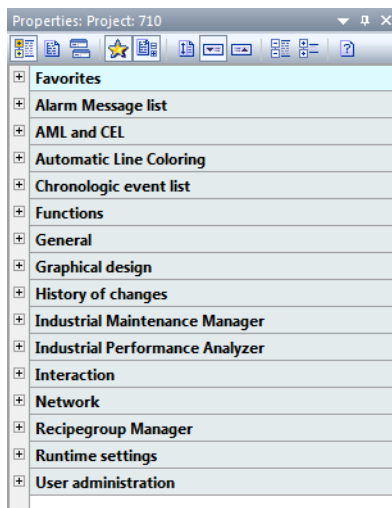 Properties: Project: 710
Favorites
Alarm Message list
AML and CEL
Automatic Line Coloring
Chronologic event list
Functions
General
Graphical design
History of changes
Industrial Maintenance Manager
Industrial Performance Analyzer
Interaction
Network
Recipegroup Manager
Runtime settings
User administration